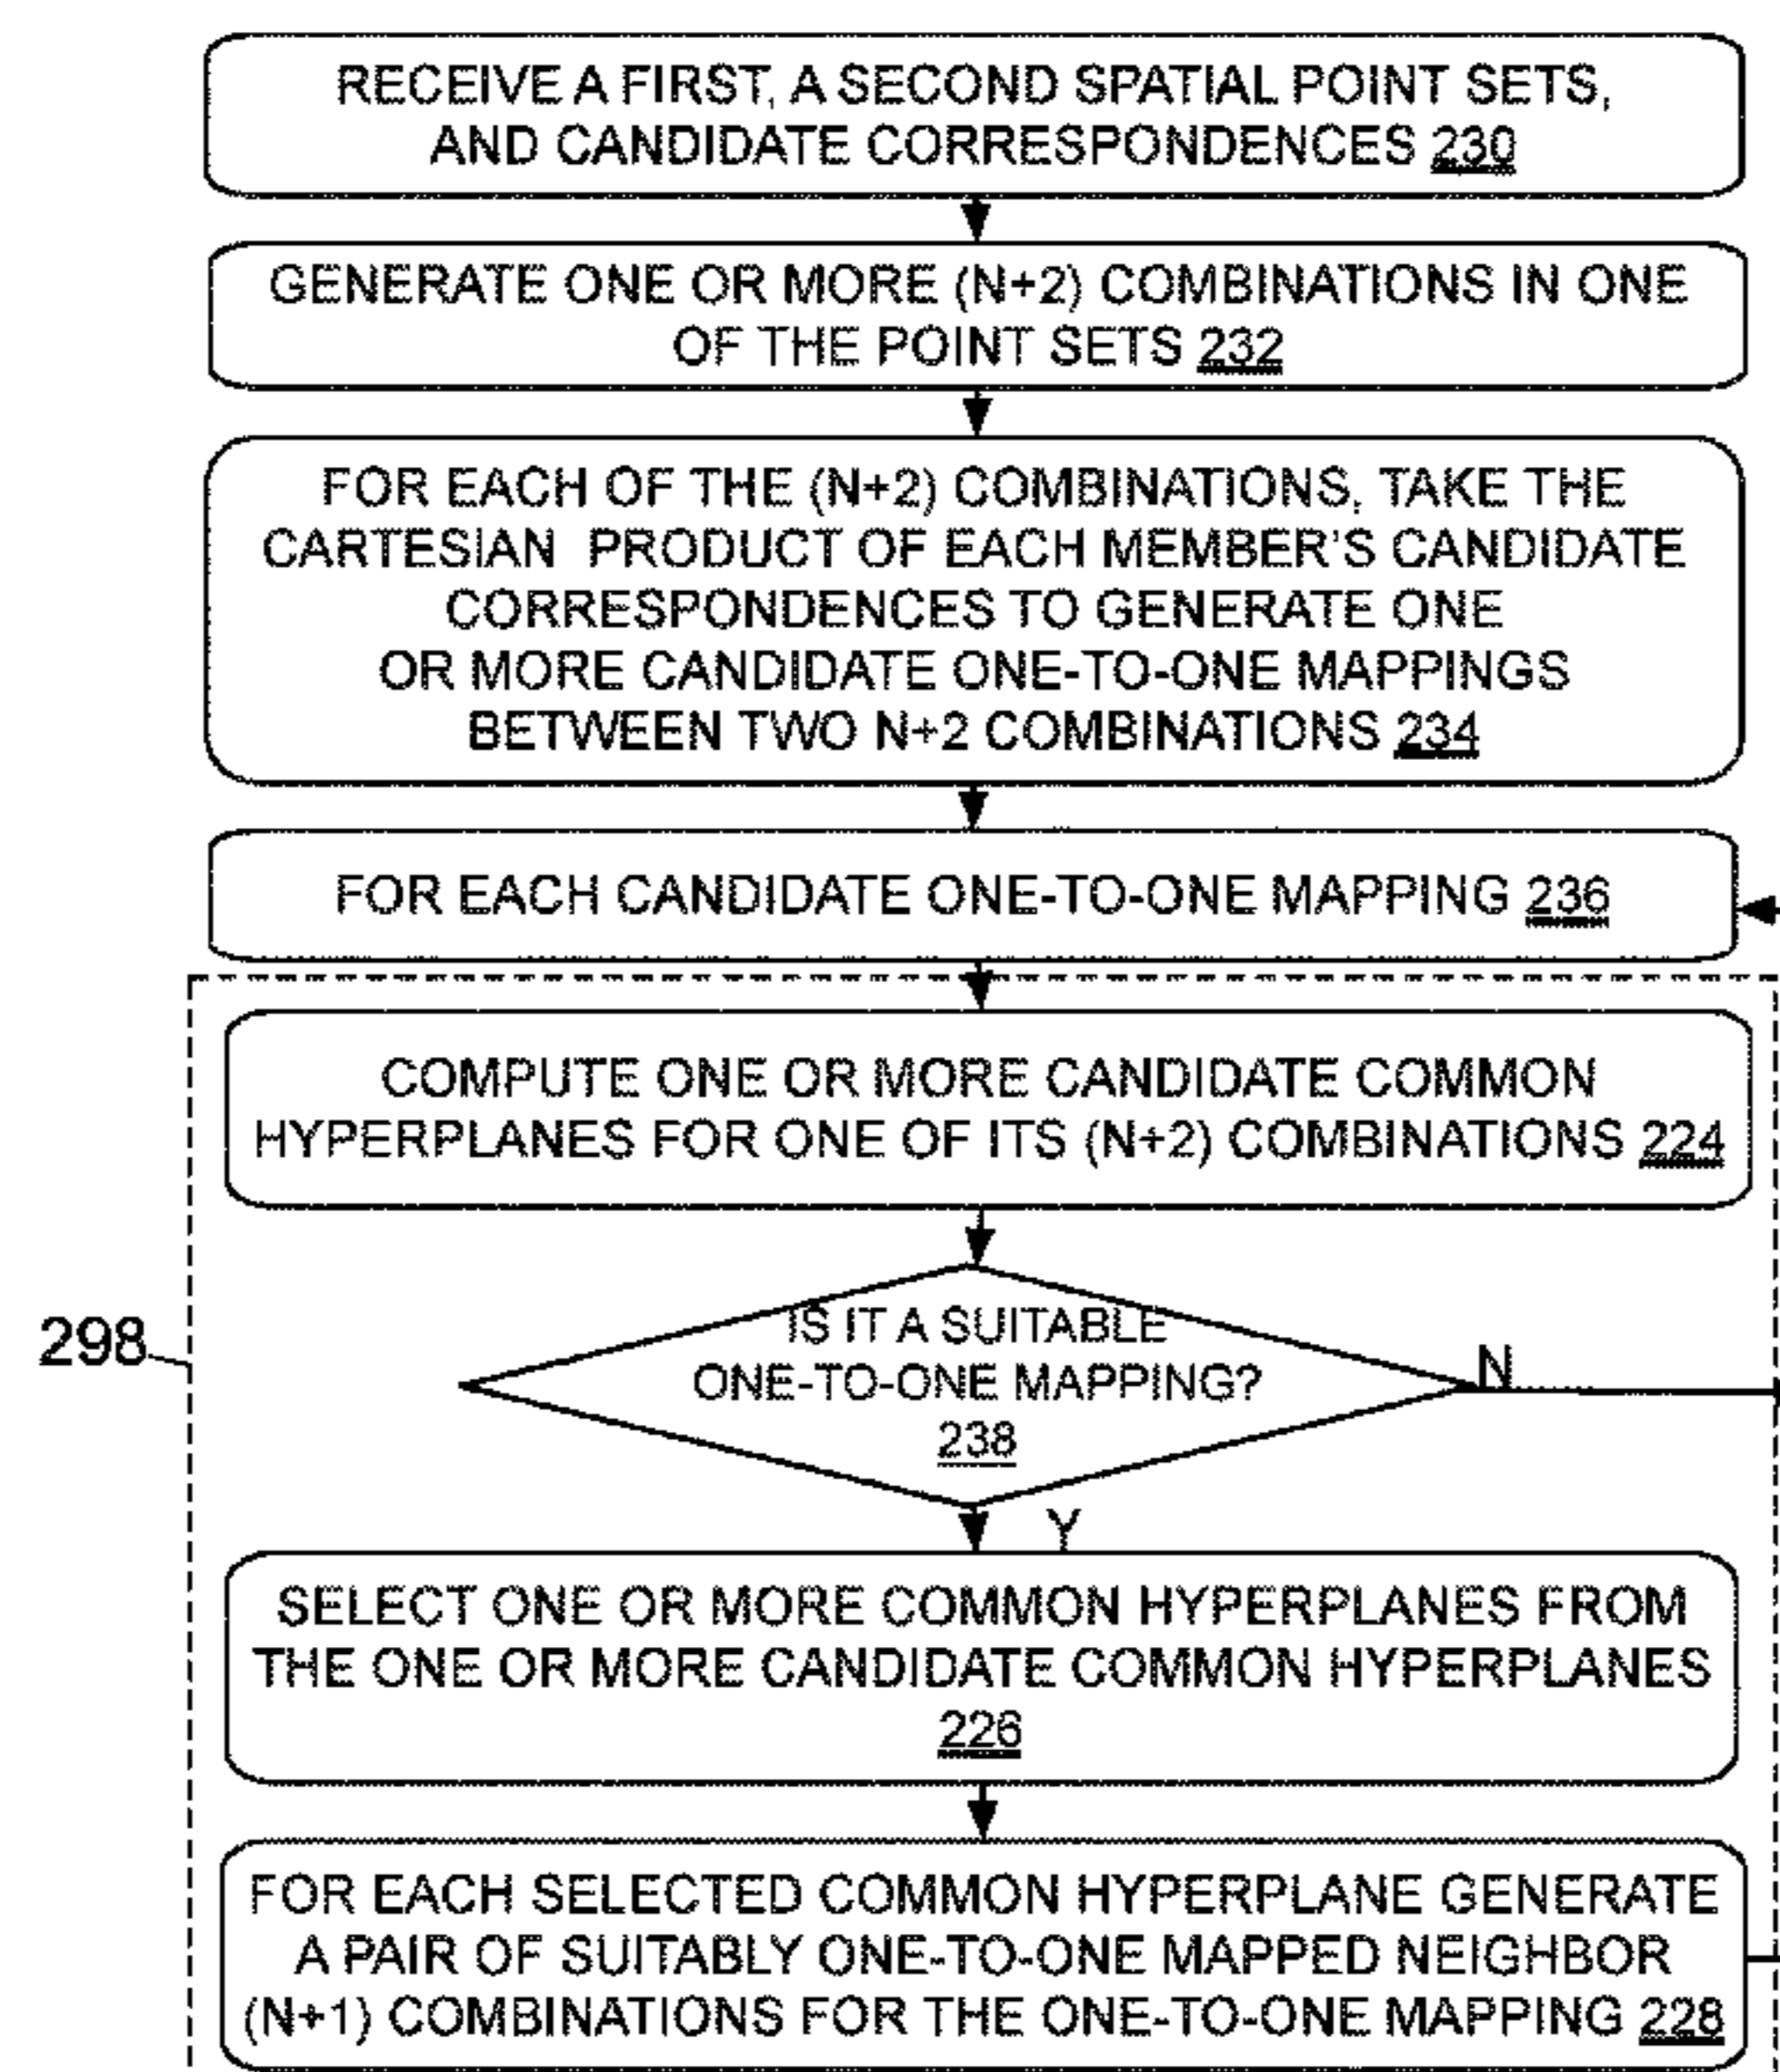 RECEIVE A FIRST, A SECOND SPATIAL POINT SETS,
AND CANDIDATE CORRESPONDENCES 230
GENERATE ONE OR MORE (N+2) COMBINATIONS IN ONE
OF THE POINT SETS 232
FOR EACH OF THE (N+2) COMBINATIONS, TAKE THE
CARTESIAN PRODUCT OF EACH MEMBER'S CANDIDATE
CORRESPONDENCES TO GENERATE ONE
OR MORE CANDIDATE ONE-TO-ONE MAPPINGS
BETWEEN TWO N+2 COMBINATIONS 234
FOR EACH CANDIDATE ONE-TO-ONE MAPPING 236
COMPUTE ONE OR MORE CANDIDATE COMMON
HYPERPLANES FOR ONE OF ITS (N+2) COMBINATIONS 224
298
IS IT A SUITABLE
ONE-TO-ONE MAPPING?
N
238
Y
SELECT ONE OR MORE COMMON HYPERPLANES FROM
THE ONE OR MORE CANDIDATE COMMON HYPERPLANES
226
FOR EACH SELECTED COMMON HYPERPLANE GENERATE
A PAIR OF SUITABLY ONE-TO-ONE MAPPED NEIGHBOR
(N+1) COMBINATIONS FOR THE ONE-TO-ONE MAPPING 228